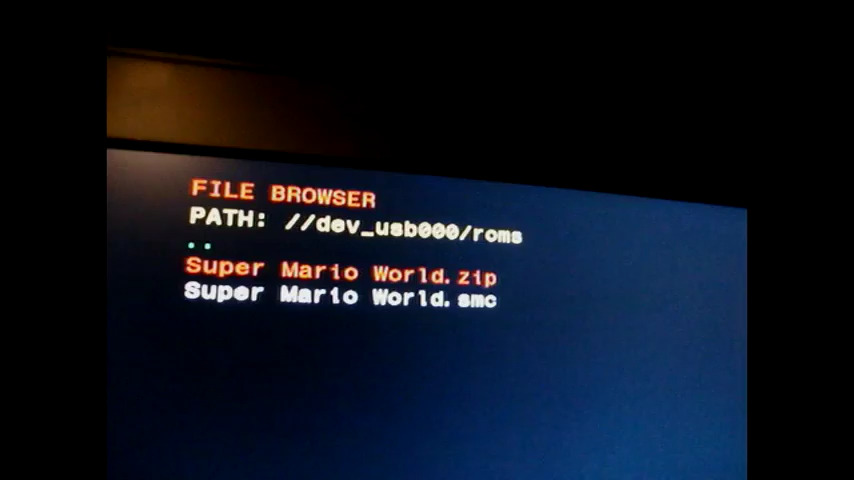 FILE BROWSER
PATH: //dev_usb000/roms
..
Super Mario World.zip
Super Mario World.smc